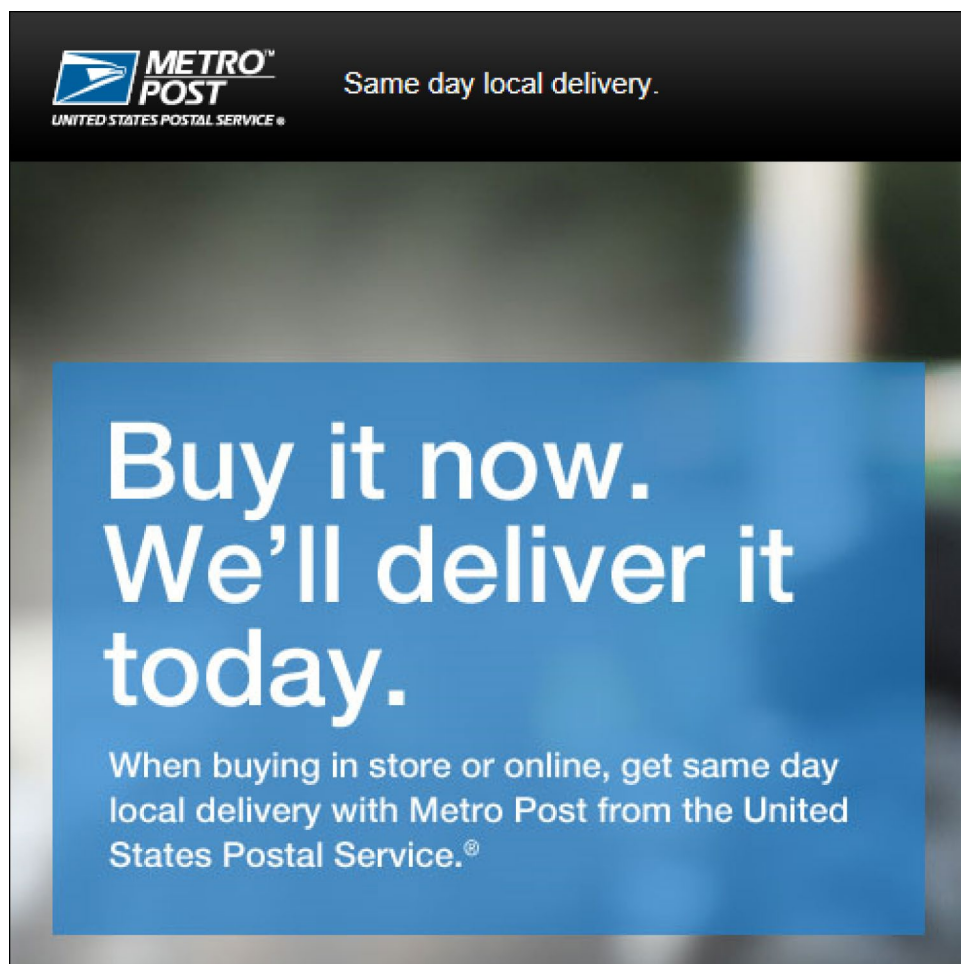 METRO™
POST
UNITED STATES POSTAL SERVICE ®
Same day local delivery.
Buy it now.
We’ll deliver it
today.
When buying in store or online, get same day
local delivery with Metro Post from the United
States Postal Service.®